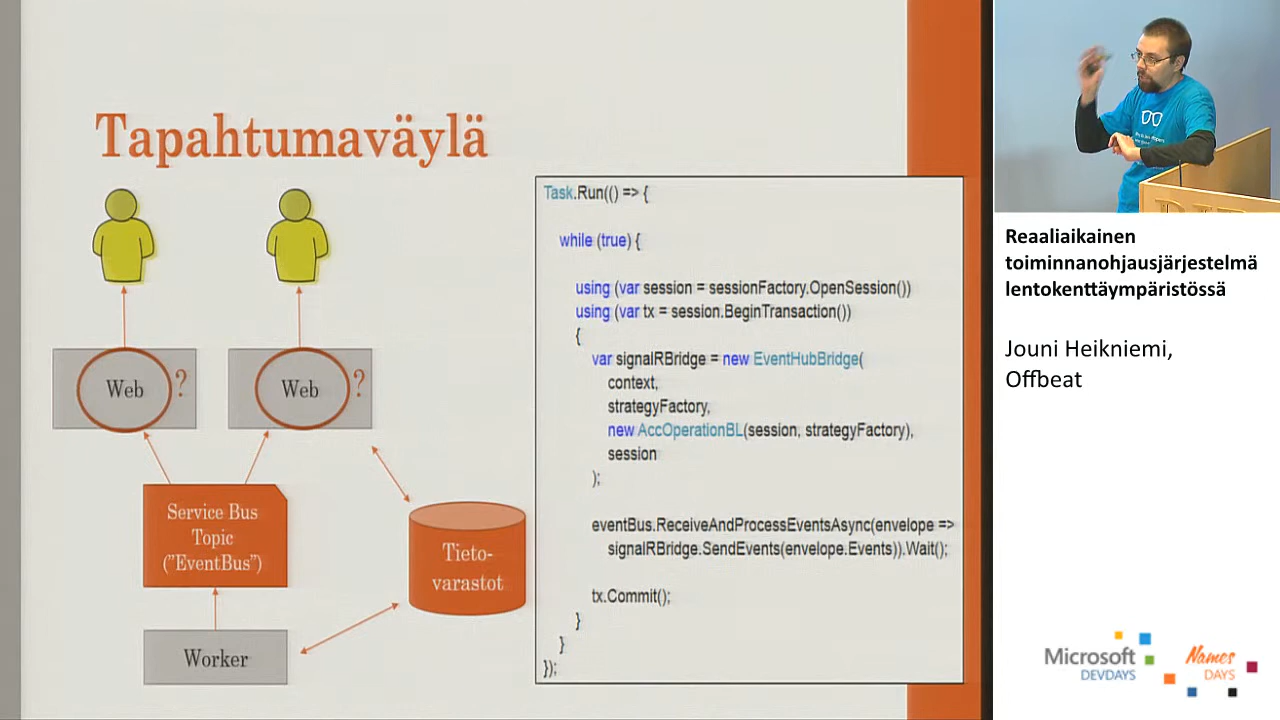 Tapahtumaväylä
Web
?
Web
?
Service Bus
Topic
("EventBus")
Tieto-
varastot
Worker
Task.Run(() => {
while (true) {
using (var session = sessionFactory.OpenSession())
using (var tx = session.BeginTransaction())
{
var signalRBridge = new EventHubBridge(
context,
strategyFactory,
new AccOperationBL(session, strategyFactory),
session
);
eventBus.ReceiveAndProcessEventsAsync(envelope =>
signalRBridge.SendEvents(envelope.Events)).Wait();
tx.Commit();
}
}
});
Reaaliaikainen
toiminnanohjausjärjestelmä
lentokenttäympäristössä
Jouni Heikniemi,
Offbeat
Microsoft
DEVDAYS
Names
DAYS